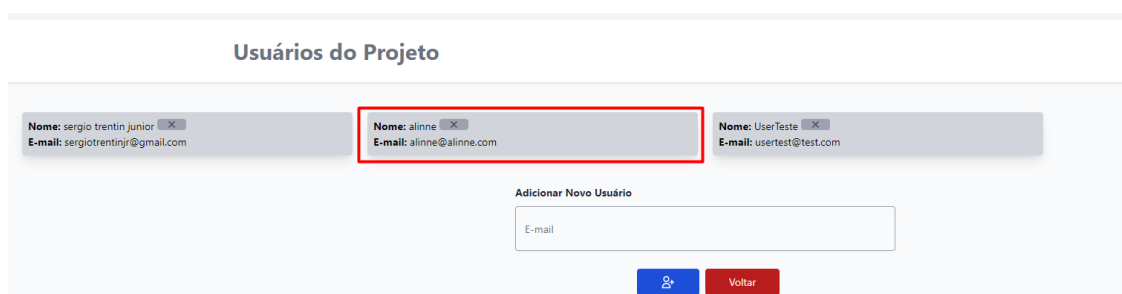 Usuários do Projeto
Nome: sergio trentin junior ×
E-mail: sergiotrentinjr@gmail.com
Nome: alinne ×
E-mail: alinne@alinne.com
Nome: UserTeste ×
E-mail: usertest@test.com
Adicionar Novo Usuário
E-mail
Voltar